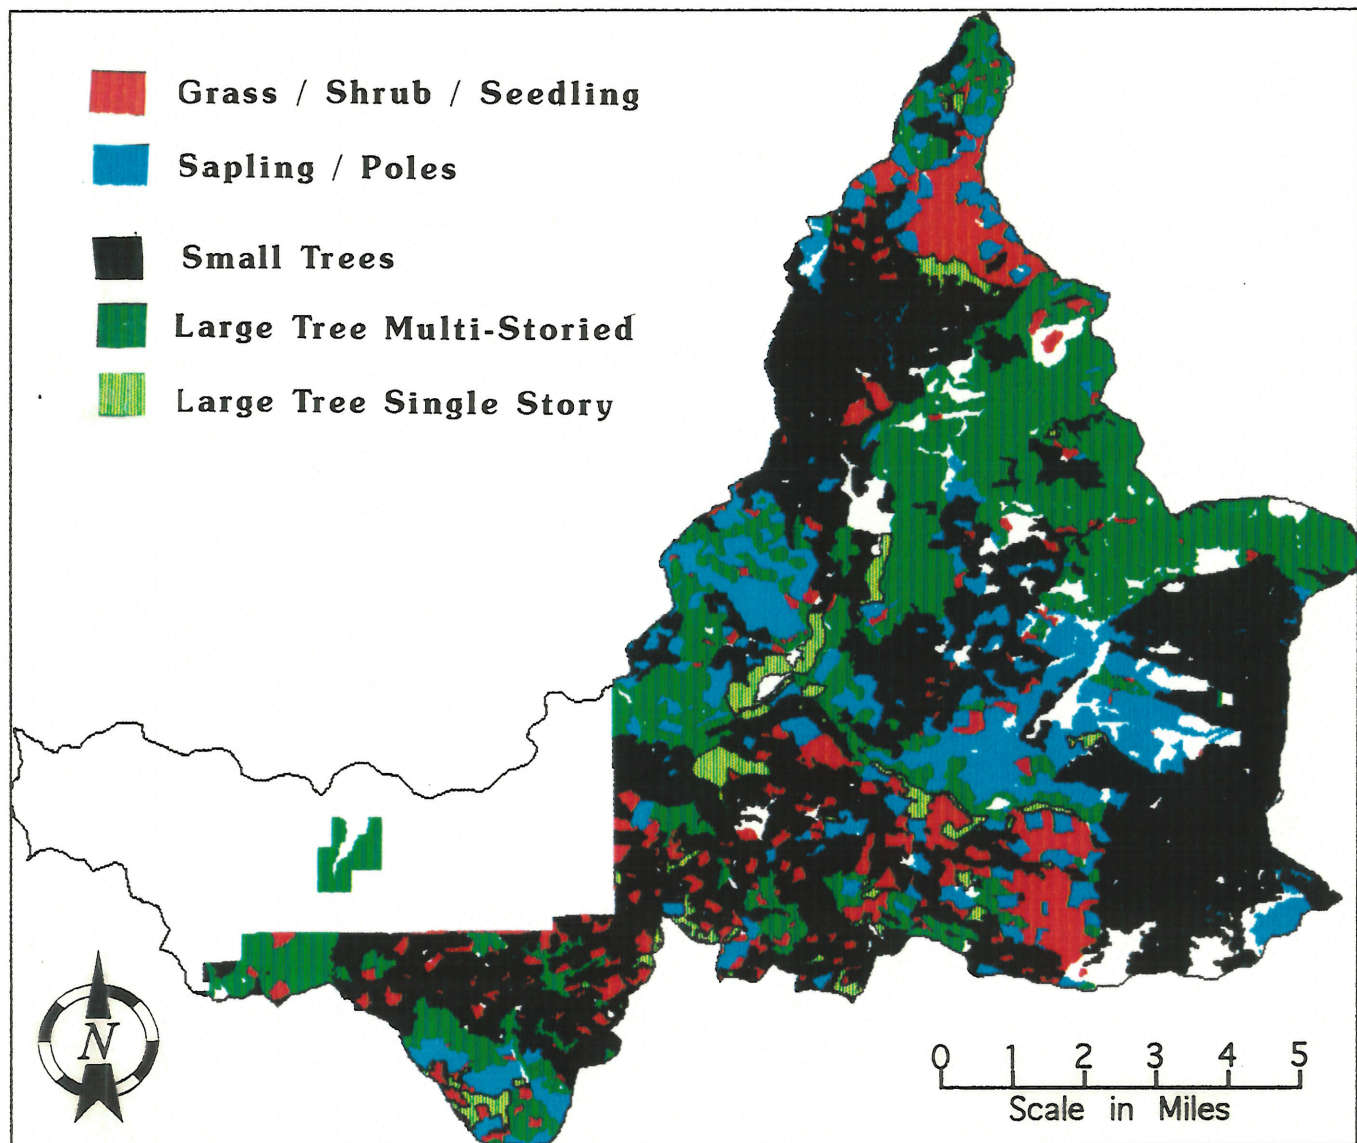 Grass / Shrub / Seedling
Sapling / Poles
Small Trees
Large Tree Multi-Storied
Large Tree Single Story
N
0 1 2 3 4 5
Scale in Miles